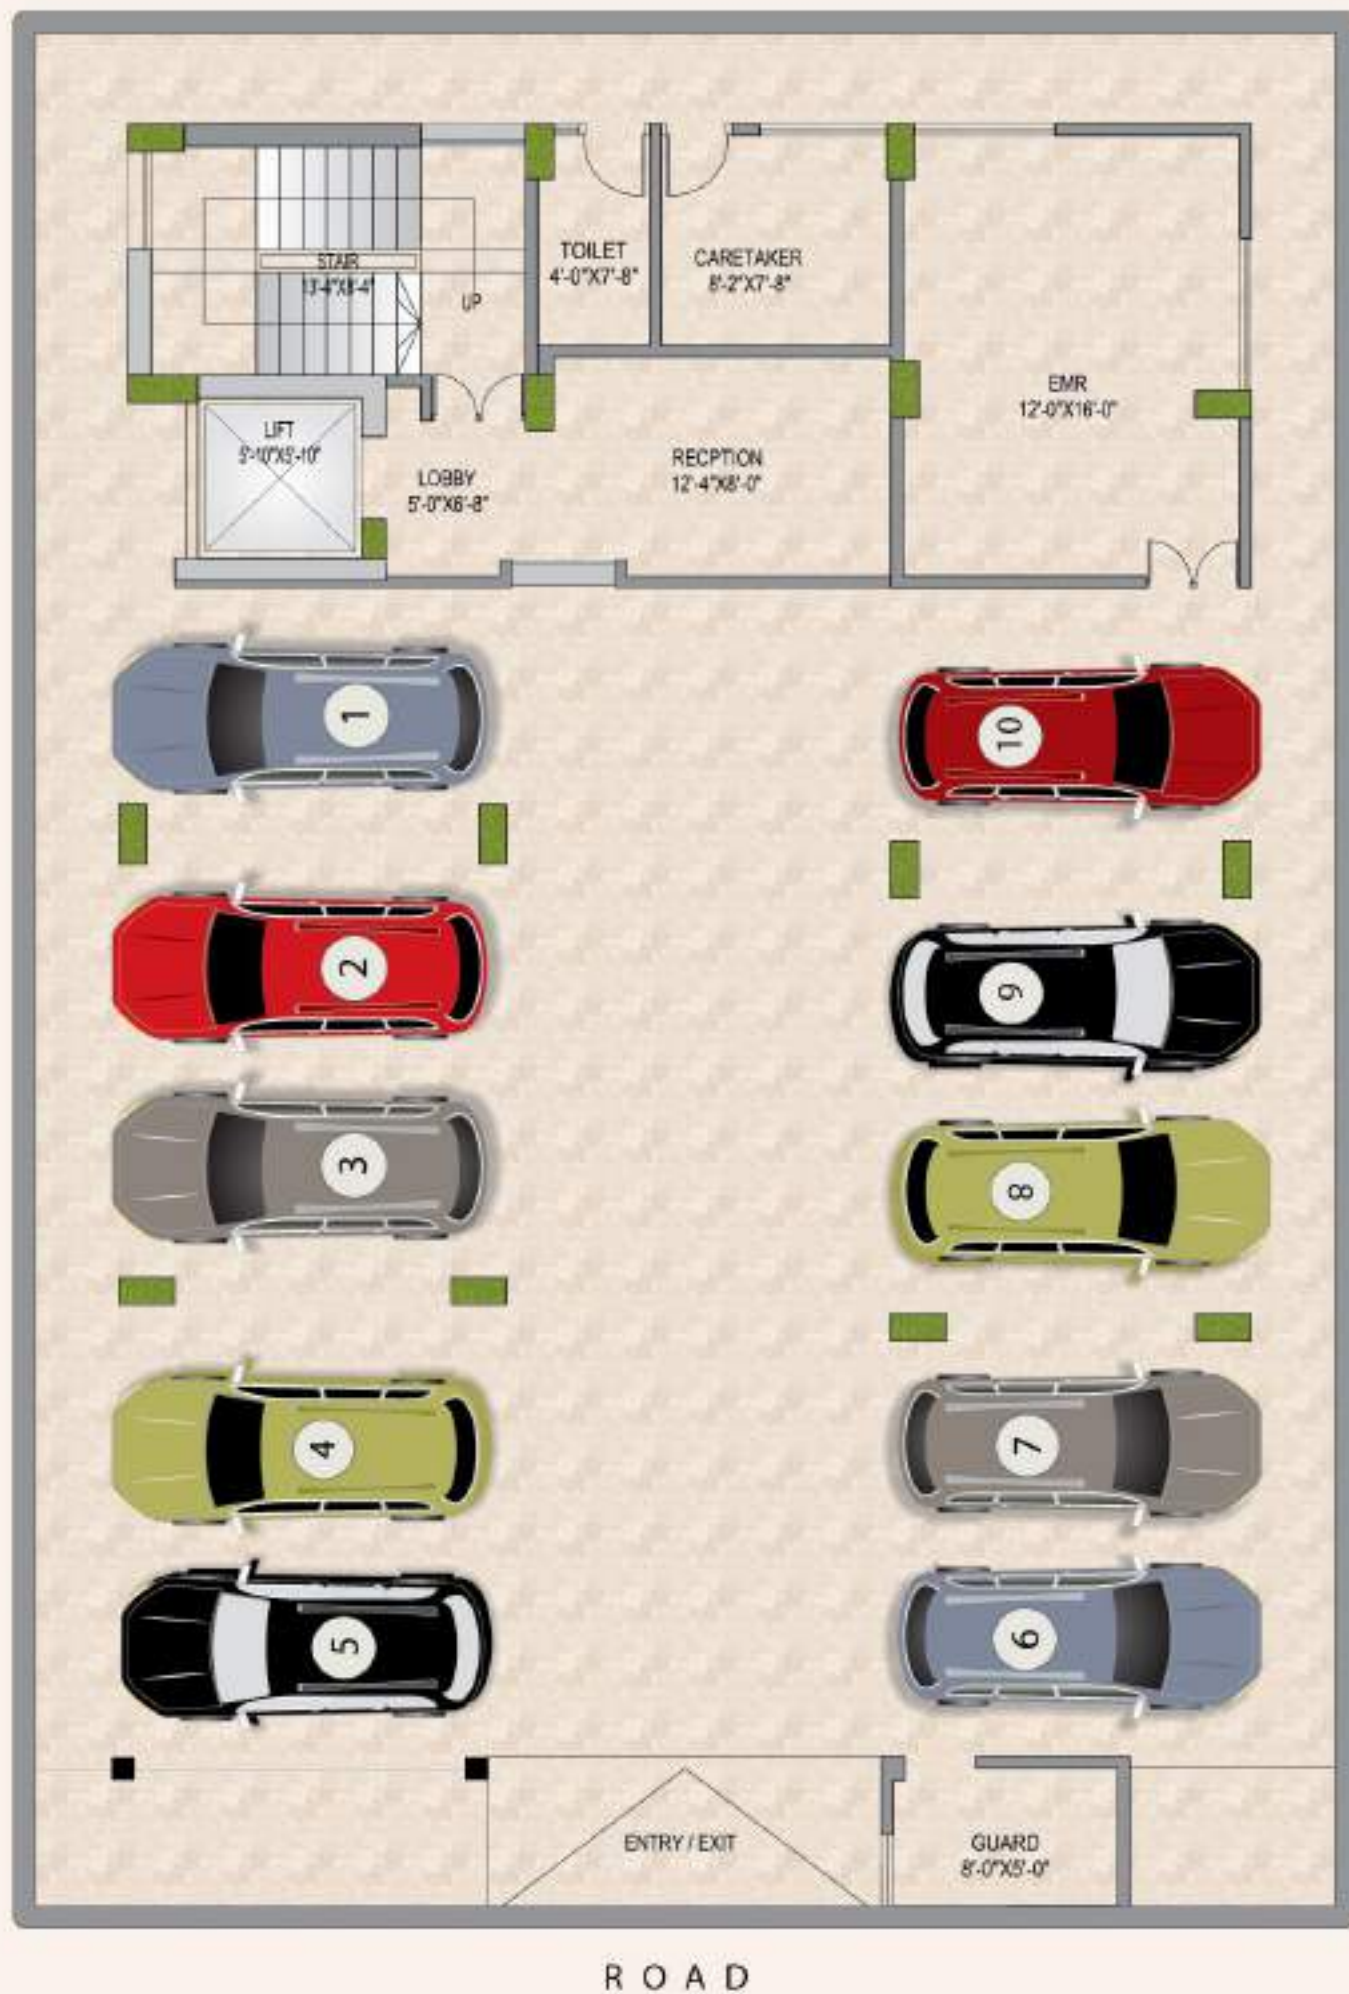 TOILET
4'-0"X7'-8"
CARETAKER
8'-2"X7'-8"
STAIR
13'-4"X8'-4"
UP
EMR
12'-0"X16'-0"
LIFT
5'-10"X5'-10"
LOBBY
5'-0"X6'-8"
RECPTION
12'-4"X8'-0"
1
10
2
9
3
8
4
7
5
6
ENTRY / EXIT
GUARD
8'-0"X5'-0"
ROAD